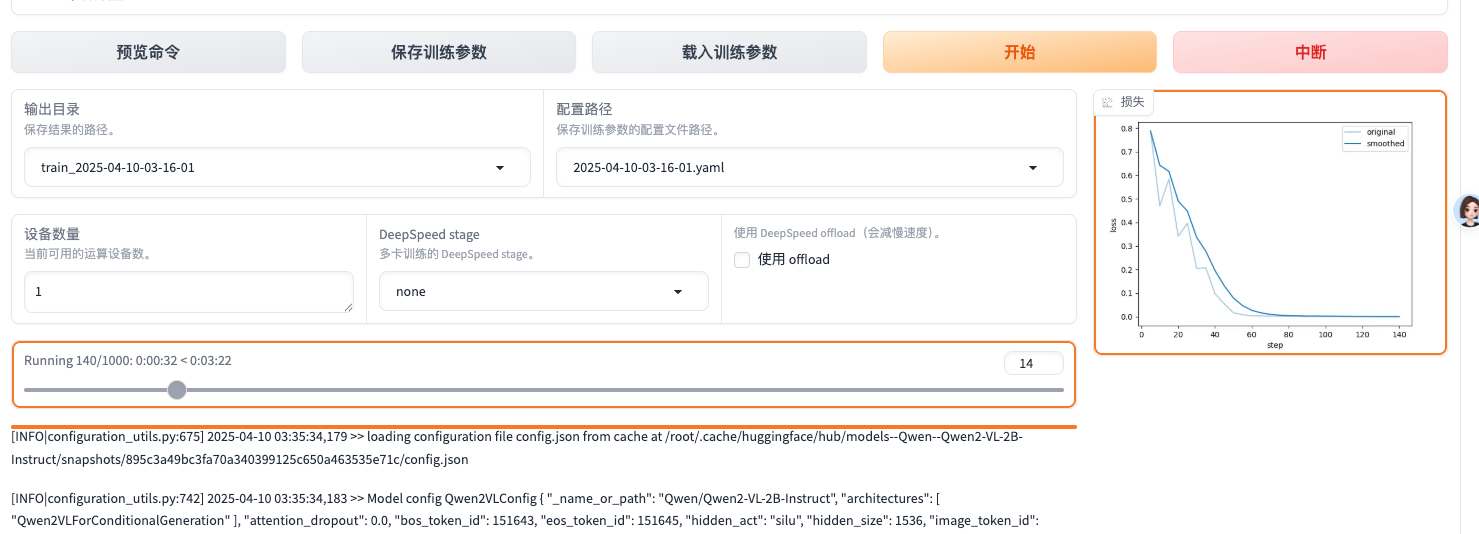 预览命令
保存训练参数
载入训练参数
开始
中断
输出目录
保存结果的路径。
train_2025-04-10-03-16-01
配置路径
保存训练参数的配置文件路径。
2025-04-10-03-16-01.yaml
损失
original
smoothed
0.8
0.7
0.6
0.5
0.4
0.3
0.2
0.1
0.0
loss
0 20 40 60 80 100 120 140
step
设备数量
当前可用的运算设备数。
1
DeepSpeed stage
多卡训练的 DeepSpeed stage。
none
使用 DeepSpeed offload（会减慢速度）。
使用 offload
Running 140/1000: 0:00:32 < 0:03:22
14
[INFO|configuration_utils.py:675] 2025-04-10 03:35:34,179 >> loading configuration file config.json from cache at /root/.cache/huggingface/hub/models--Qwen--Qwen2-VL-2B-
Instruct/snapshots/895c3a49bc3fa70a340399125c650a463535e71c/config.json
[INFO|configuration_utils.py:742] 2025-04-10 03:35:34,183 >> Model config Qwen2VLConfig { "_name_or_path": "Qwen/Qwen2-VL-2B-Instruct", "architectures": [
"Qwen2VLForConditionalGeneration" ], "attention_dropout": 0.0, "bos_token_id": 151643, "eos_token_id": 151645, "hidden_act": "silu", "hidden_size": 1536, "image_token_id":